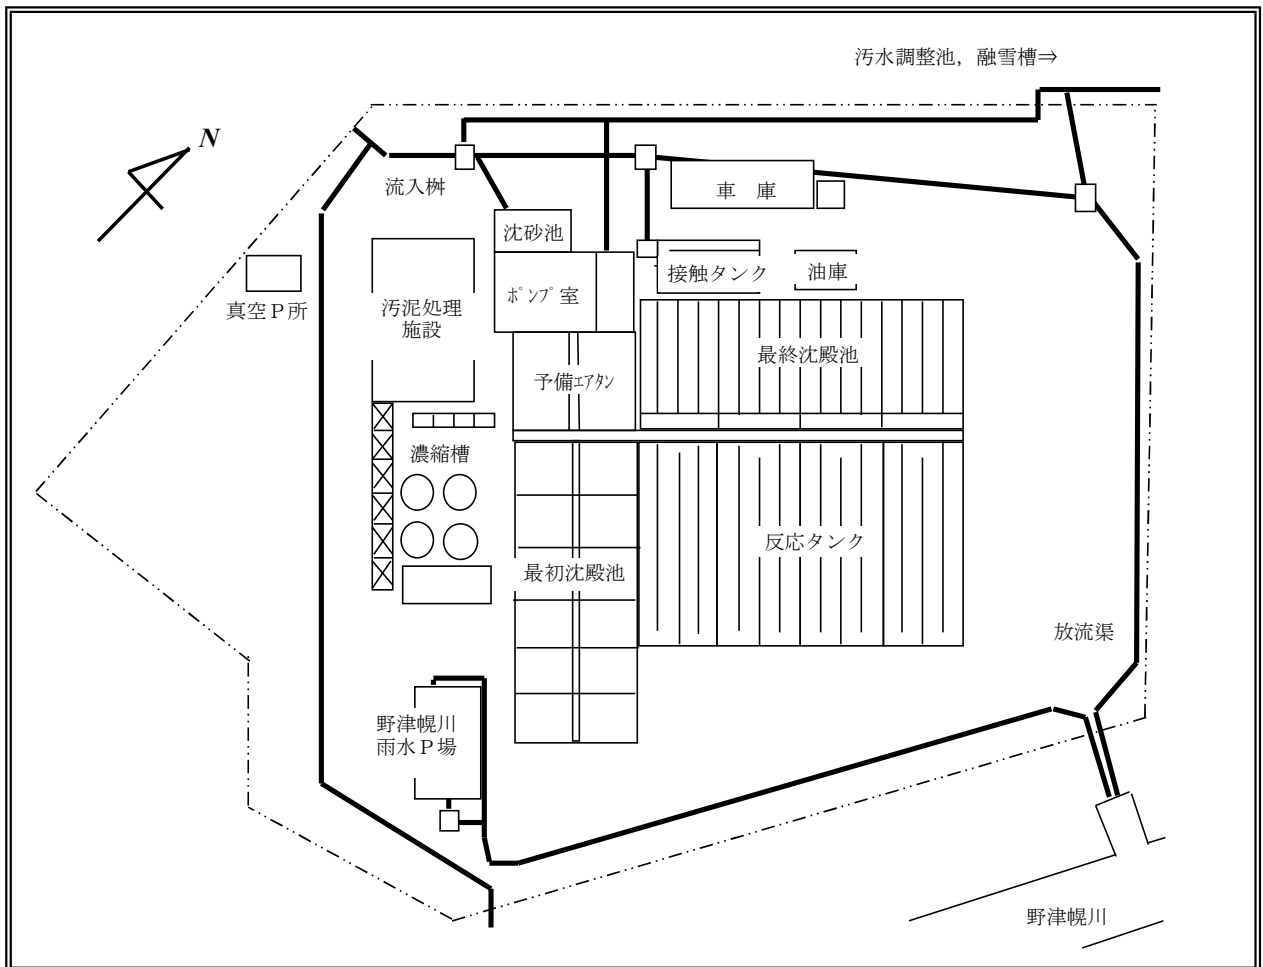 汚水調整池，融雪槽⇒
N
流入桝
車　庫
沈砂池
接触タンク
油庫
ﾎﾟﾝﾌﾟ室
真空Ｐ所
汚泥処理
施設
最終沈殿池
予備ｴｱﾀﾝ
濃縮槽
反応タンク
最初沈殿池
放流渠
野津幌川
雨水Ｐ場
野津幌川